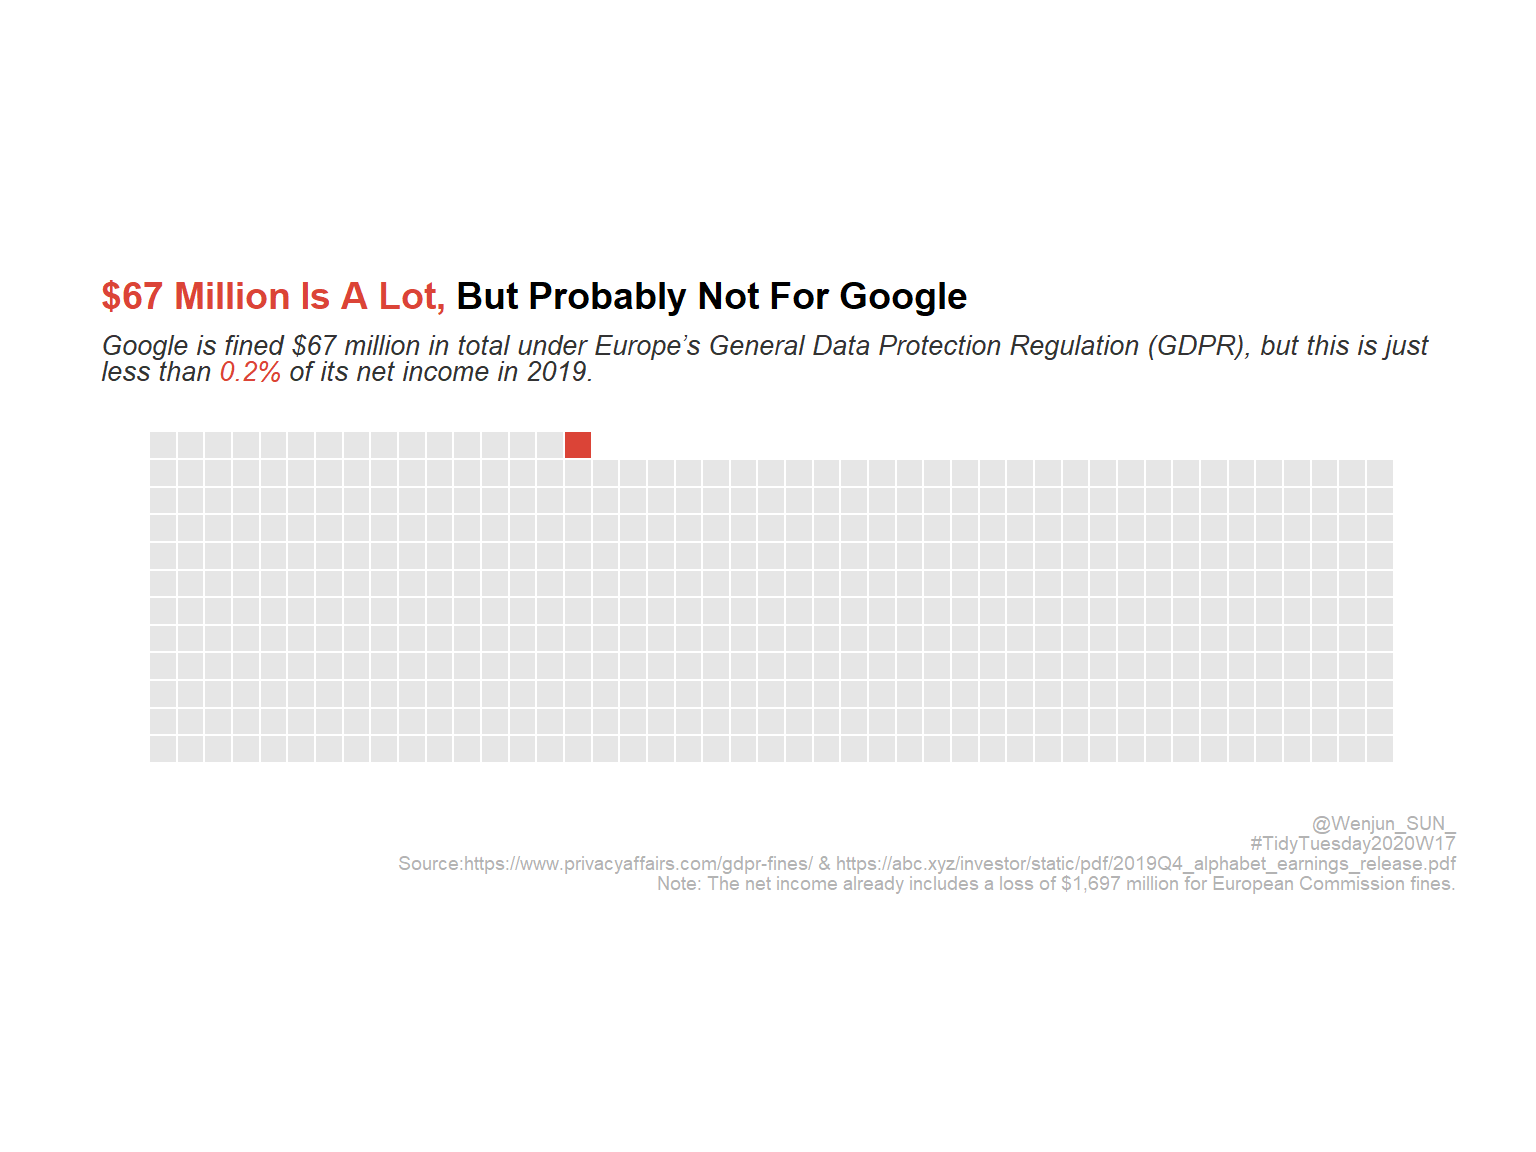 $67 Million Is A Lot, But Probably Not For Google
Google is fined $67 million in total under Europe’s General Data Protection Regulation (GDPR), but this is just
less than 0.2% of its net income in 2019.
@Wenjun_SUN_
#TidyTuesday2020W17
Source:https://www.privacyaffairs.com/gdpr-fines/ & https://abc.xyz/investor/static/pdf/2019Q4_alphabet_earnings_release.pdf
Note: The net income already includes a loss of $1,697 million for European Commission fines.